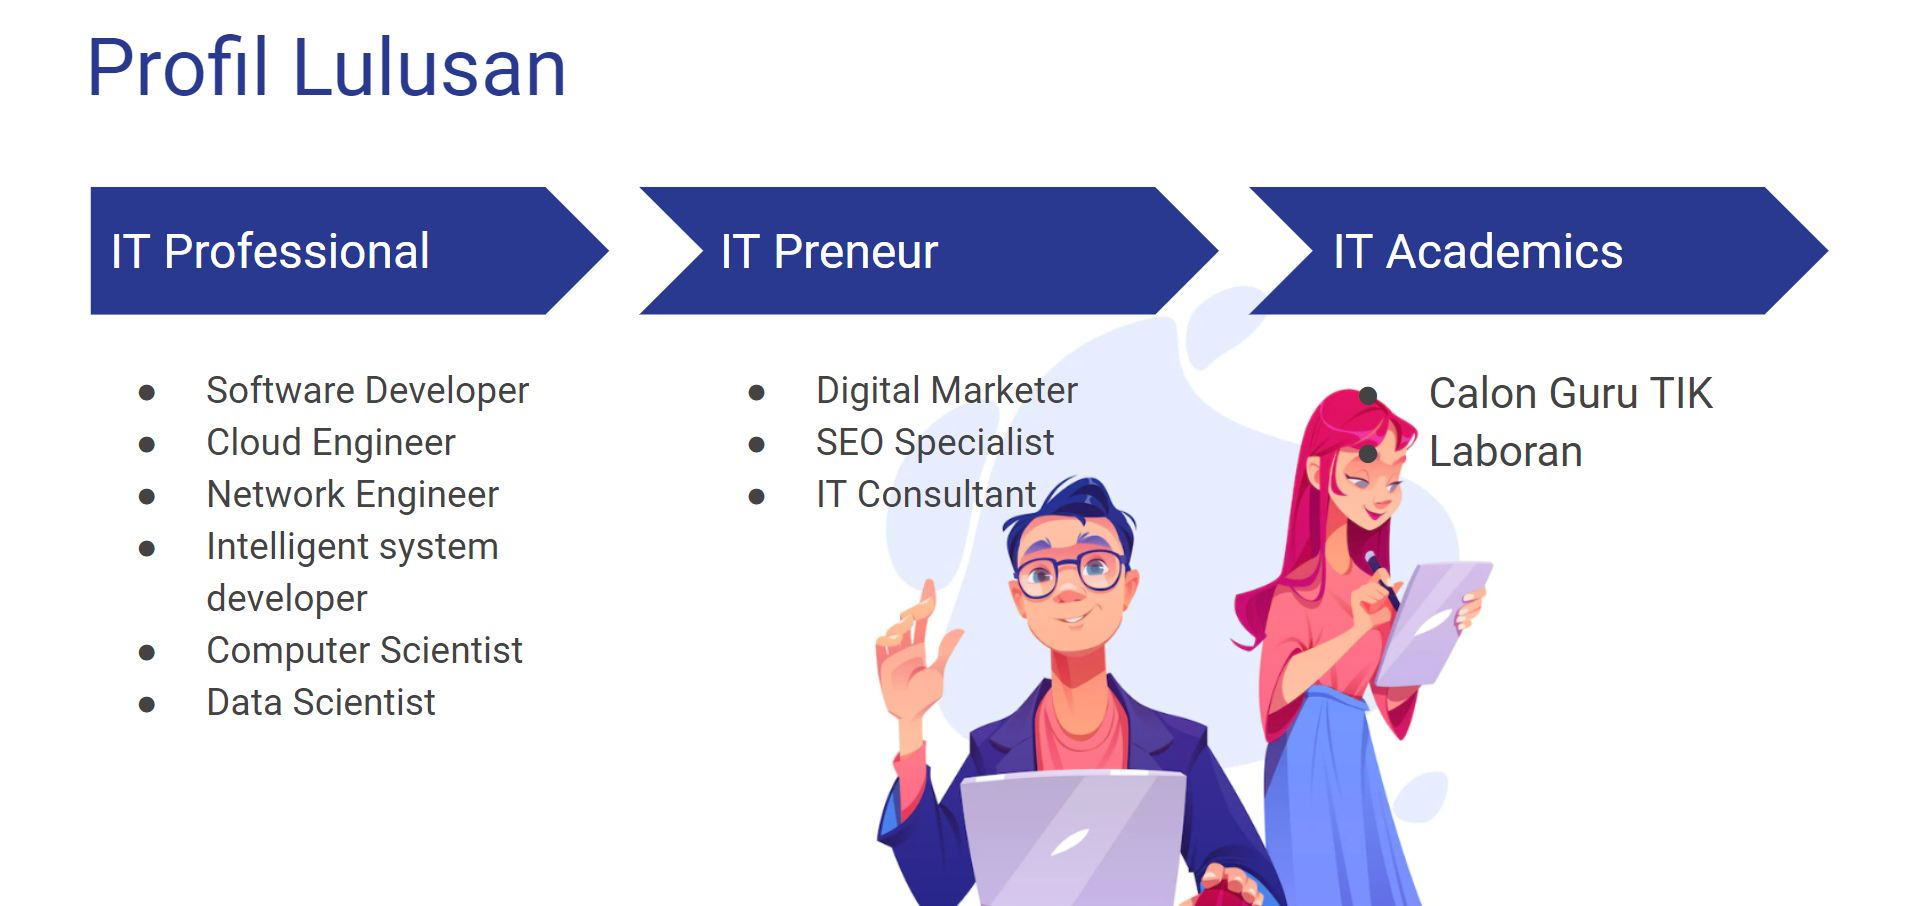 Profil Lulusan
IT Professional
Software Developer
Cloud Engineer
Network Engineer
Intelligent system
developer
Computer Scientist
Data Scientist
IT Preneur
Digital Marketer
SEO Specialist
IT Consultant
IT Academics
Calon Guru TIK
Laboran